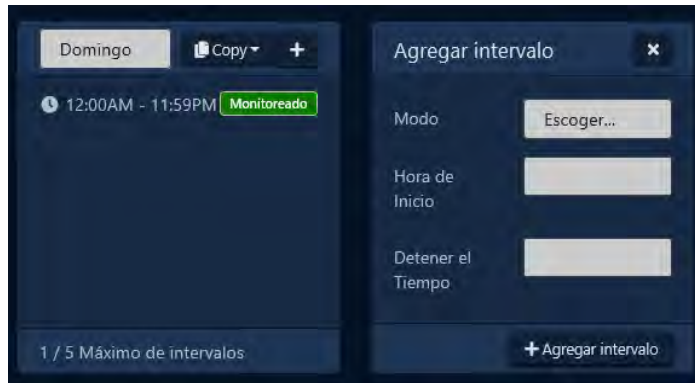 Domingo
Copy
12:00AM - 11:59PM Monitoreado
1 / 5 Máximo de intervalos
Agregar intervalo
Modo
Escoger...
Hora de
Inicio
Detener el
Tiempo
Agregar intervalo